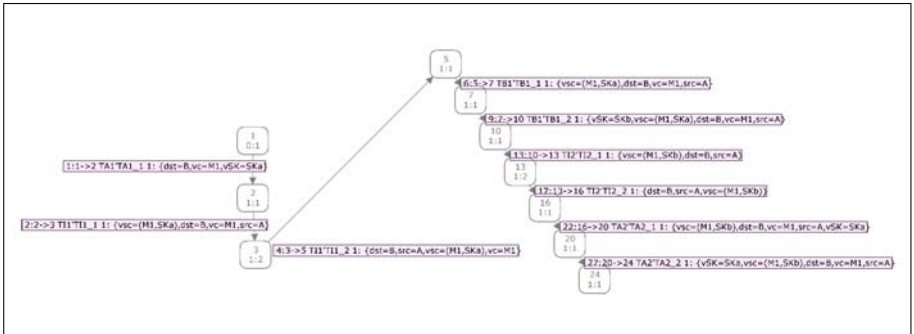 1
0:1
1:1->2 TA1'TA1_1 1: {dst=B,vc=M1,vSK=SKa}
2
1:1
2:2->3 TI1'TI1_1 1: {vsc=(M1,SKa),dst=B,vc=M1,src=A}
3
1:2
4:3->5 TI1'TI1_2 1: {dst=B,src=A,vsc=(M1,SKa),vc=M1}
5
1:1
6:5->7 TB1'TB1_1 1: {vsc=(M1,SKa),dst=B,vc=M1,src=A}
7
1:1
9:7->10 TB1'TB1_2 1: {vSK=SKb,vsc=(M1,SKa),dst=B,vc=M1,src=A}
10
1:1
13:10->13 TI2'TI2_1 1: {vsc=(M1,SKb),dst=B,src=A}
13
1:2
17:13->16 TI2'TI2_2 1: {dst=B,src=A,vsc=(M1,SKb)}
16
1:1
22:16->20 TA2'TA2_1 1: {vsc=(M1,SKb),dst=B,vc=M1,src=A,vSK=SKa}
20
1:1
27:20->24 TA2'TA2_2 1: {vSK=SKa,vsc=(M1,SKb),dst=B,vc=M1,src=A}
24
1:1